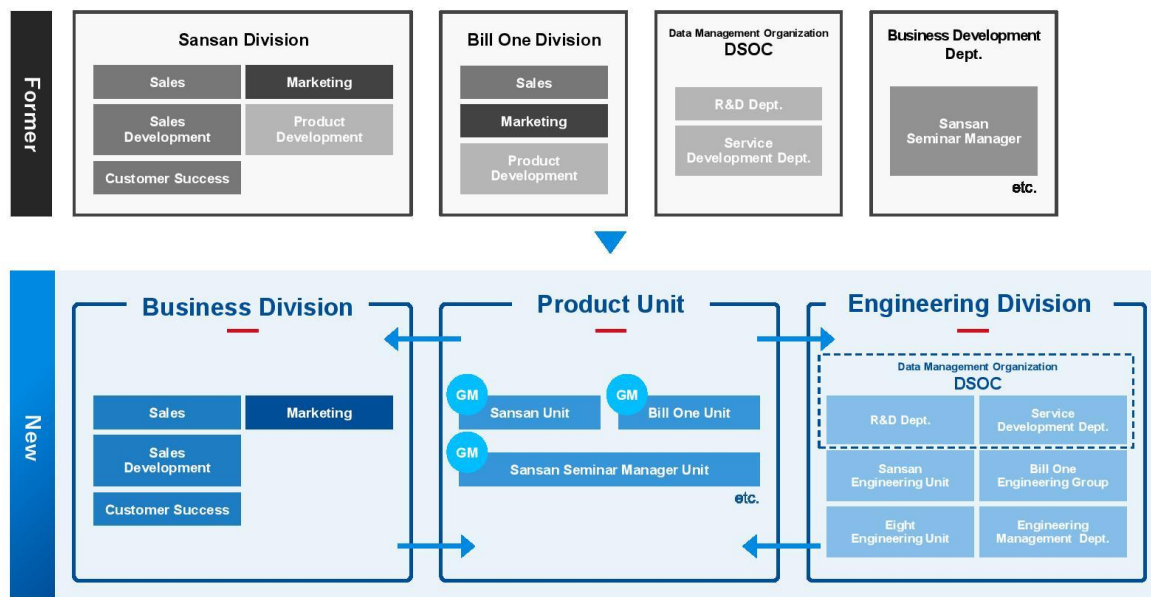 Former
Sansan Division
Sales
Marketing
Sales
Development
Product
Development
Customer Success
Bill One Division
Sales
Marketing
Product
Development
Data Management Organization
DSOC
R&D Dept.
Service
Development Dept.
Business Development
Dept.
Sansan
Seminar Manager
etc.
New
Business Division
Sales
Marketing
Sales
Development
Customer Success
Product Unit
GM
Sansan Unit
GM
Bill One Unit
GM
Sansan Seminar Manager Unit
etc.
Engineering Division
Data Management Organization
DSOC
R&D Dept.
Service
Development Dept.
Sansan
Engineering Unit
Bill One
Engineering Group
Eight
Engineering Unit
Engineering
Management Dept.